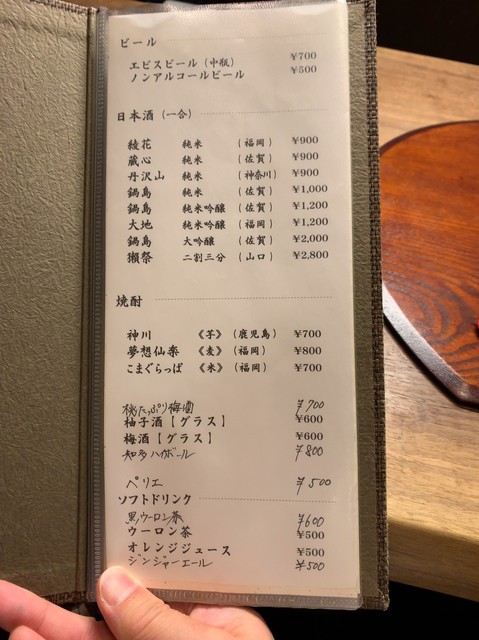 ビール
エビスビール（中瓶） ¥700
ノンアルコールビール ¥500
日本酒（一合）
綾花 純米 （福岡） ¥900
蔵心 純米 （佐賀） ¥900
丹沢山 純米 （神奈川） ¥900
鍋島 純米 （佐賀） ¥1,000
鍋島 純米吟醸 （佐賀） ¥1,200
大地 純米吟醸 （福岡） ¥1,200
鍋島 大吟醸 （佐賀） ¥2,000
獺祭 二割三分 （山口） ¥2,800
焼酎
神川 《芋》（鹿児島） ¥700
夢想仙楽 《麦》（福岡） ¥800
こまぐらっぱ 《米》（福岡） ¥700
桃たっぷり梅酒 ¥700
柚子酒【グラス】 ¥600
梅酒【グラス】 ¥600
知多ハイボール ¥800
ペリエ ¥500
ソフトドリンク
黒ウーロン茶 ¥600
ウーロン茶 ¥500
オレンジジュース ¥500
ジンジャーエール ¥500